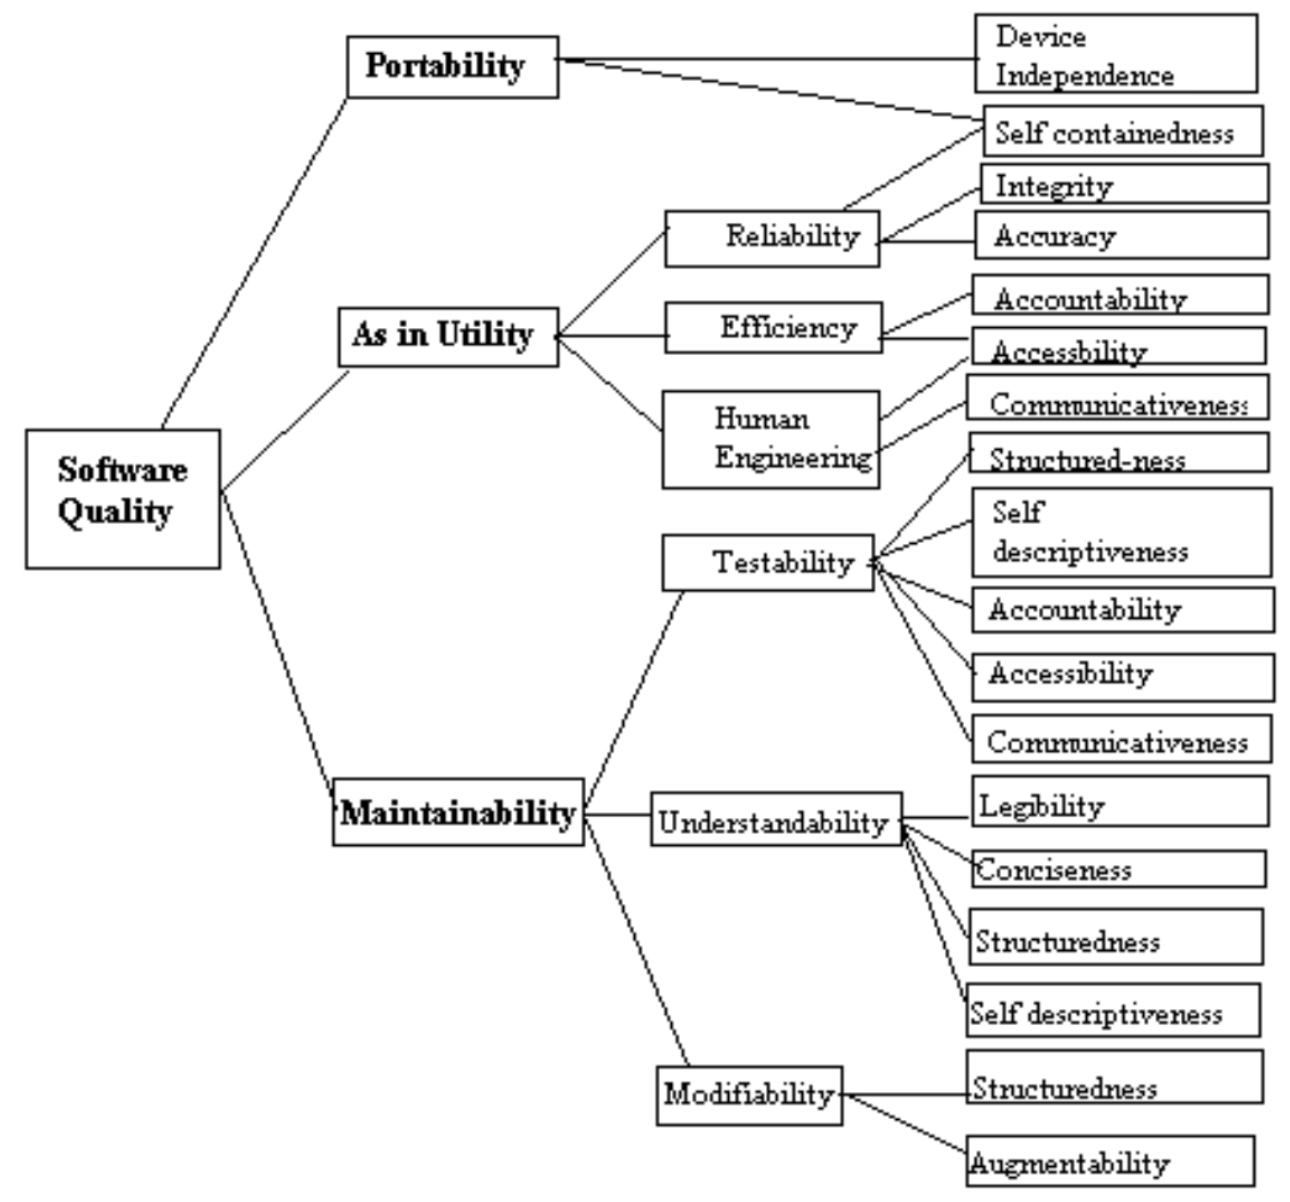 Portability
Device
Independence
Self containedness
Integrity
Reliability
Accuracy
Accountability
As in Utility
Efficiency
Accessbility
Human
Engineering
Communicativeness
Structured-ness
Software
Quality
Self
descriptiveness
Testability
Accountability
Accessibility
Communicativeness
Maintainability
Understandability
Legibility
Conciseness
Structuredness
Self descriptiveness
Modifiability
Structuredness
Augmentability